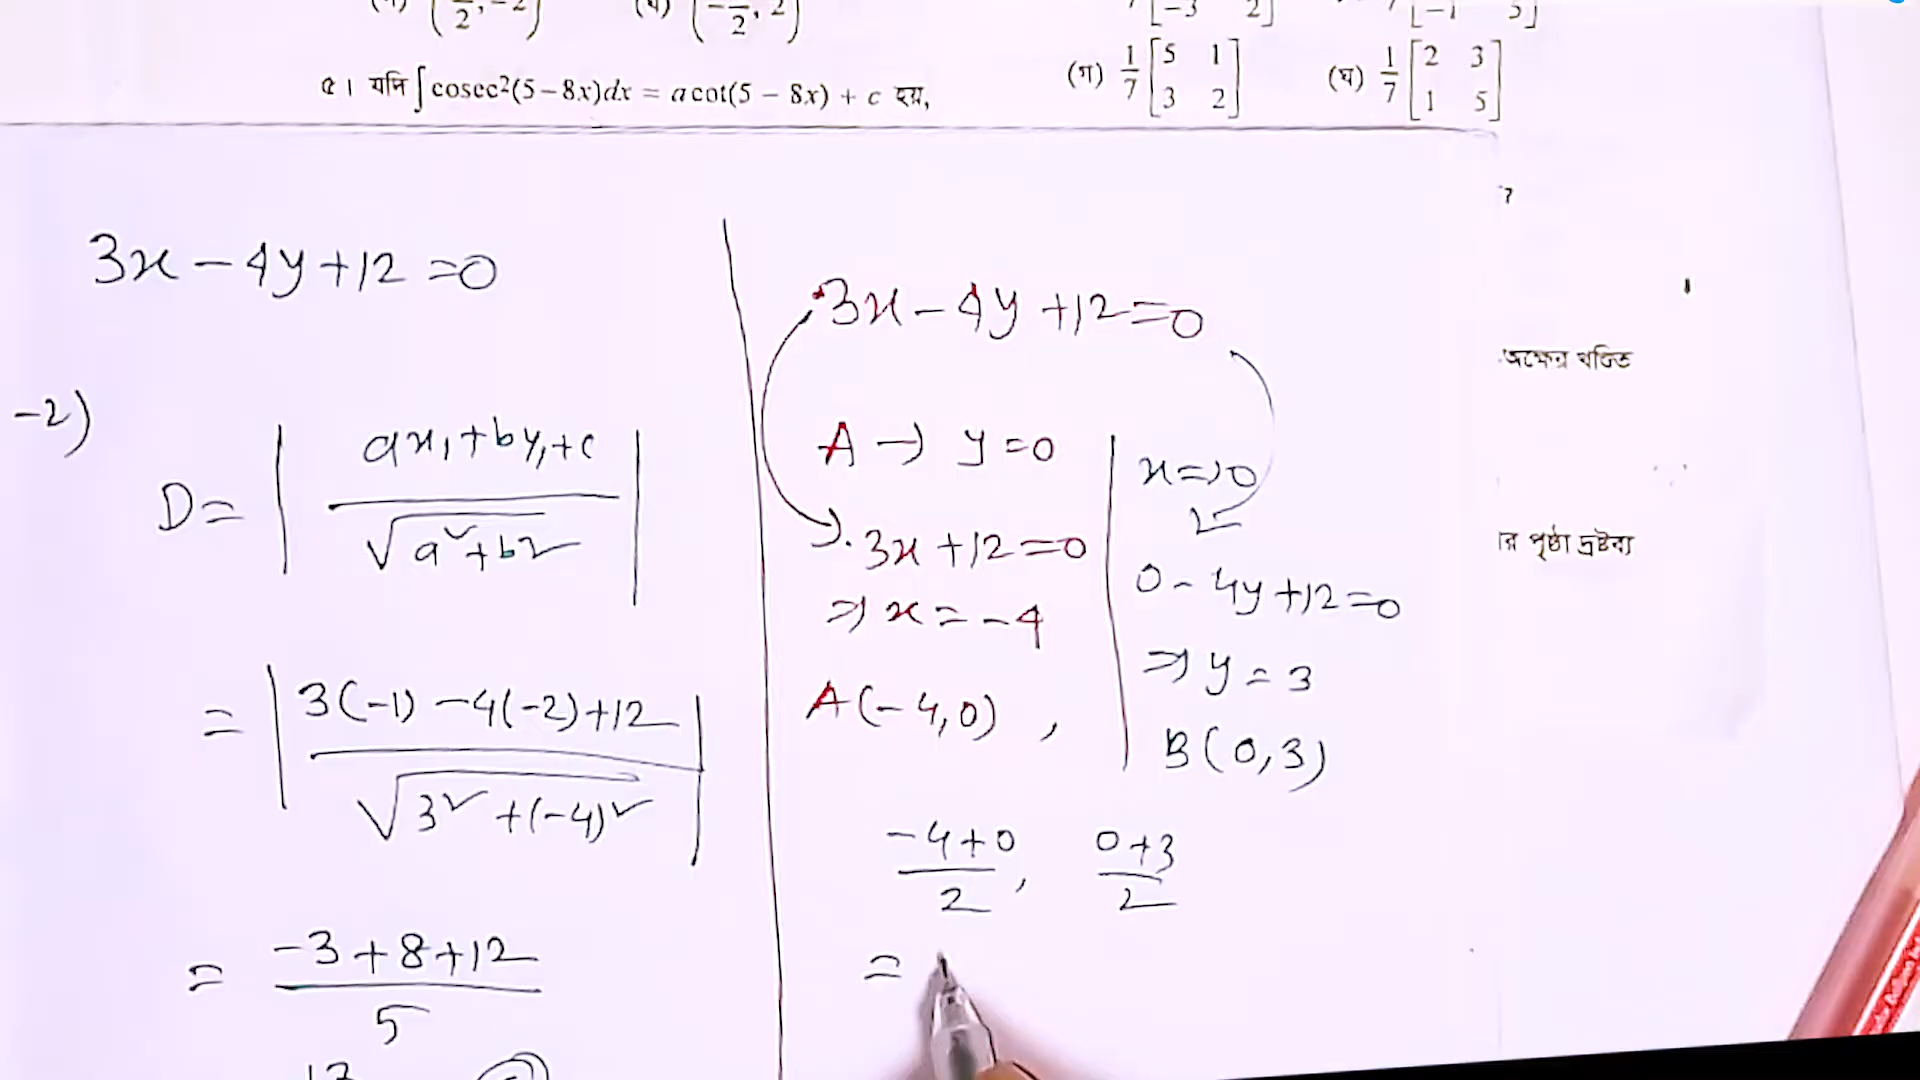 (-্2, 2)
৫। যদি ∫cosec²(5 – 8x)dx = a cot(5 – 8x) + c হয়,
(গ) 1/7 [5 1; 3 2] (ঘ) 1/7 [2 3; 1 5]
?
অক্ষের খণ্ডিত
পৃষ্ঠা দ্রষ্টব্য
3x – 4y + 12 = 0
-2)
D = | (ax₁ + by₁ + c) / √(a² + b²) |
= | (3(-1) – 4(-2) + 12) / √(3² + (-4)²) |
= (-3 + 8 + 12) / 5
17
3x – 4y + 12 = 0
A → y = 0
3x + 12 = 0
⇒ x = -4
A(-4, 0) ,
x = 0
0 – 4y + 12 = 0
⇒ y = 3
B(0, 3)
(-4 + 0) / 2 , (0 + 3) / 2
=